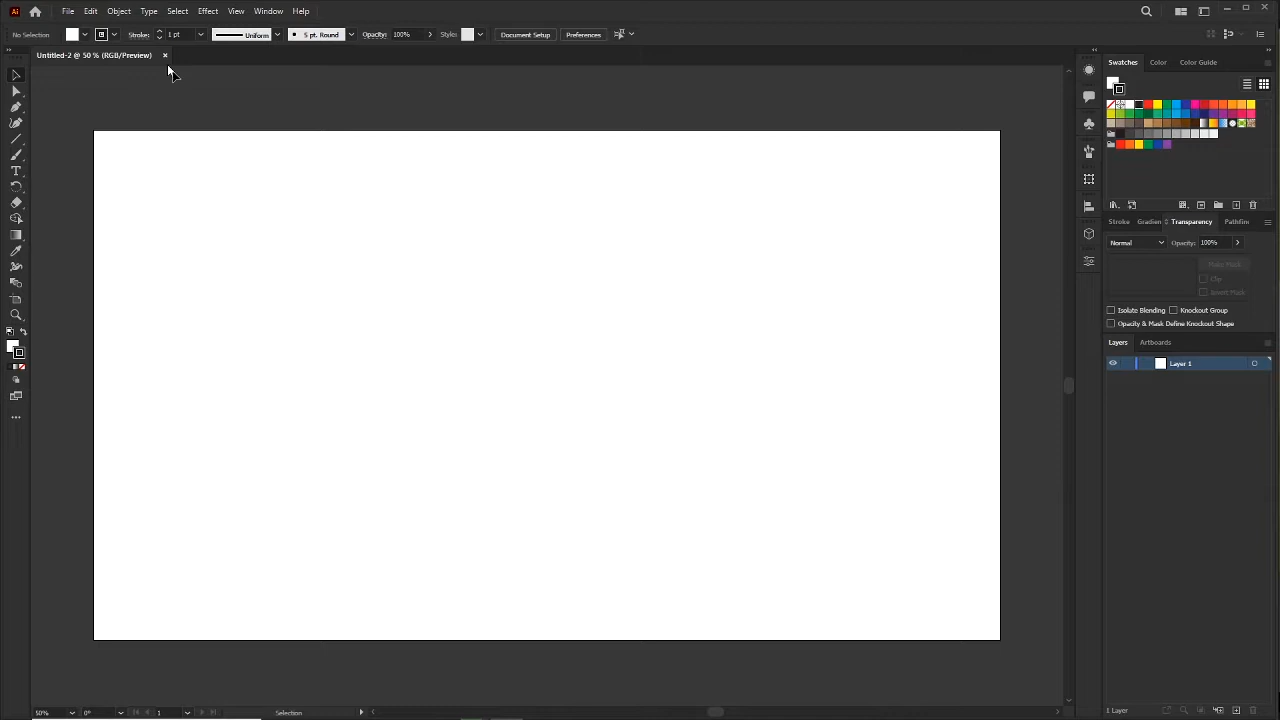 Ai File Edit Object Type Select Effect View Window Help
No Selection Stroke: 1 pt Uniform 5 pt. Round Opacity: 100% Style: Document Setup Preferences
Untitled-2 @ 50 % (RGB/Preview) ×
Swatches Color Color Guide
Stroke Gradien Transparency Pathfin
Normal Opacity: 100%
Make Mask
Clip
Invert Mask
Isolate Blending Knockout Group
Opacity & Mask Define Knockout Shape
Layers Artboards
Layer 1
50% 0° 1 Selection
1 Layer